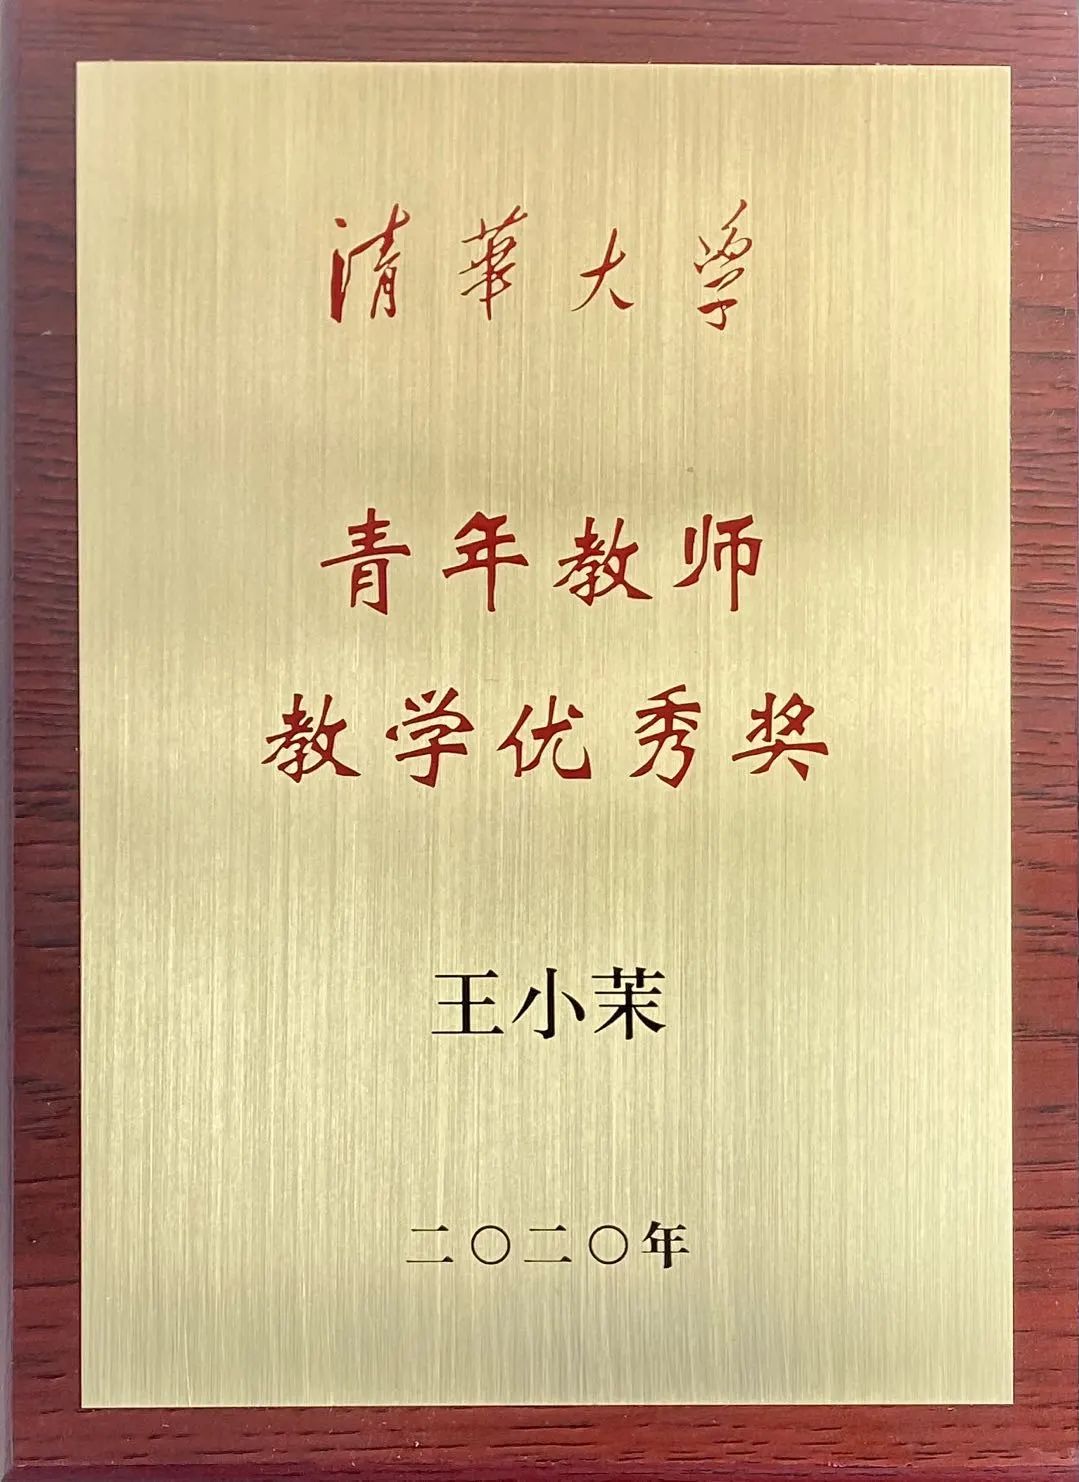 清華大学
青年教师
教学优秀奖
王小茉
二〇二〇年